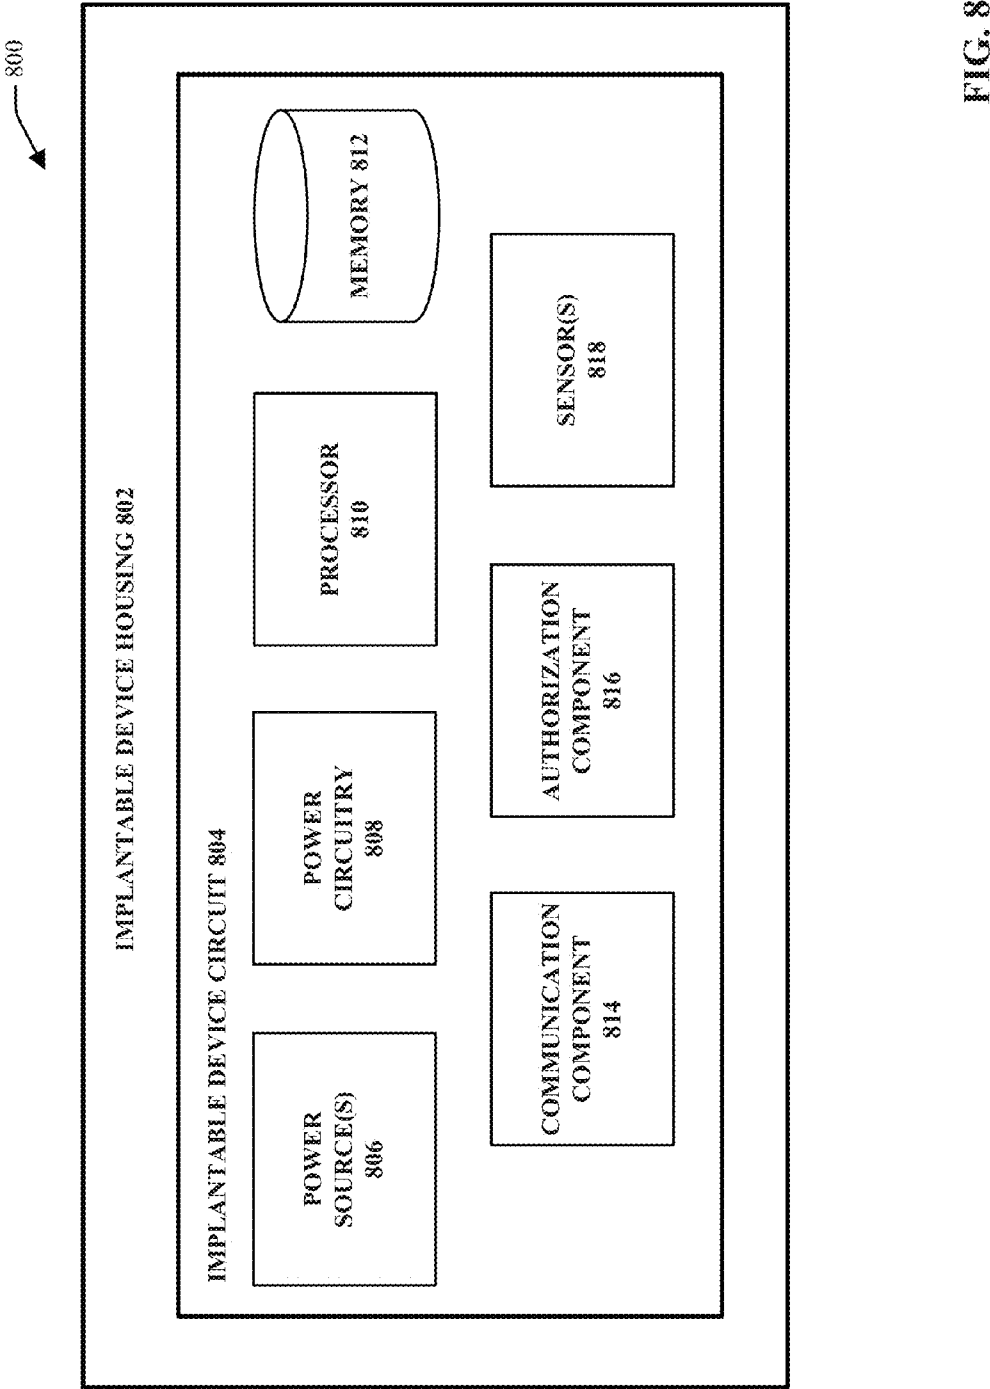 800
IMPLANTABLE DEVICE HOUSING 802
IMPLANTABLE DEVICE CIRCUIT 804
POWER
SOURCE(S)
806
POWER
CIRCUITRY
808
PROCESSOR
810
MEMORY 812
COMMUNICATION
COMPONENT
814
AUTHORIZATION
COMPONENT
816
SENSOR(S)
818
FIG. 8